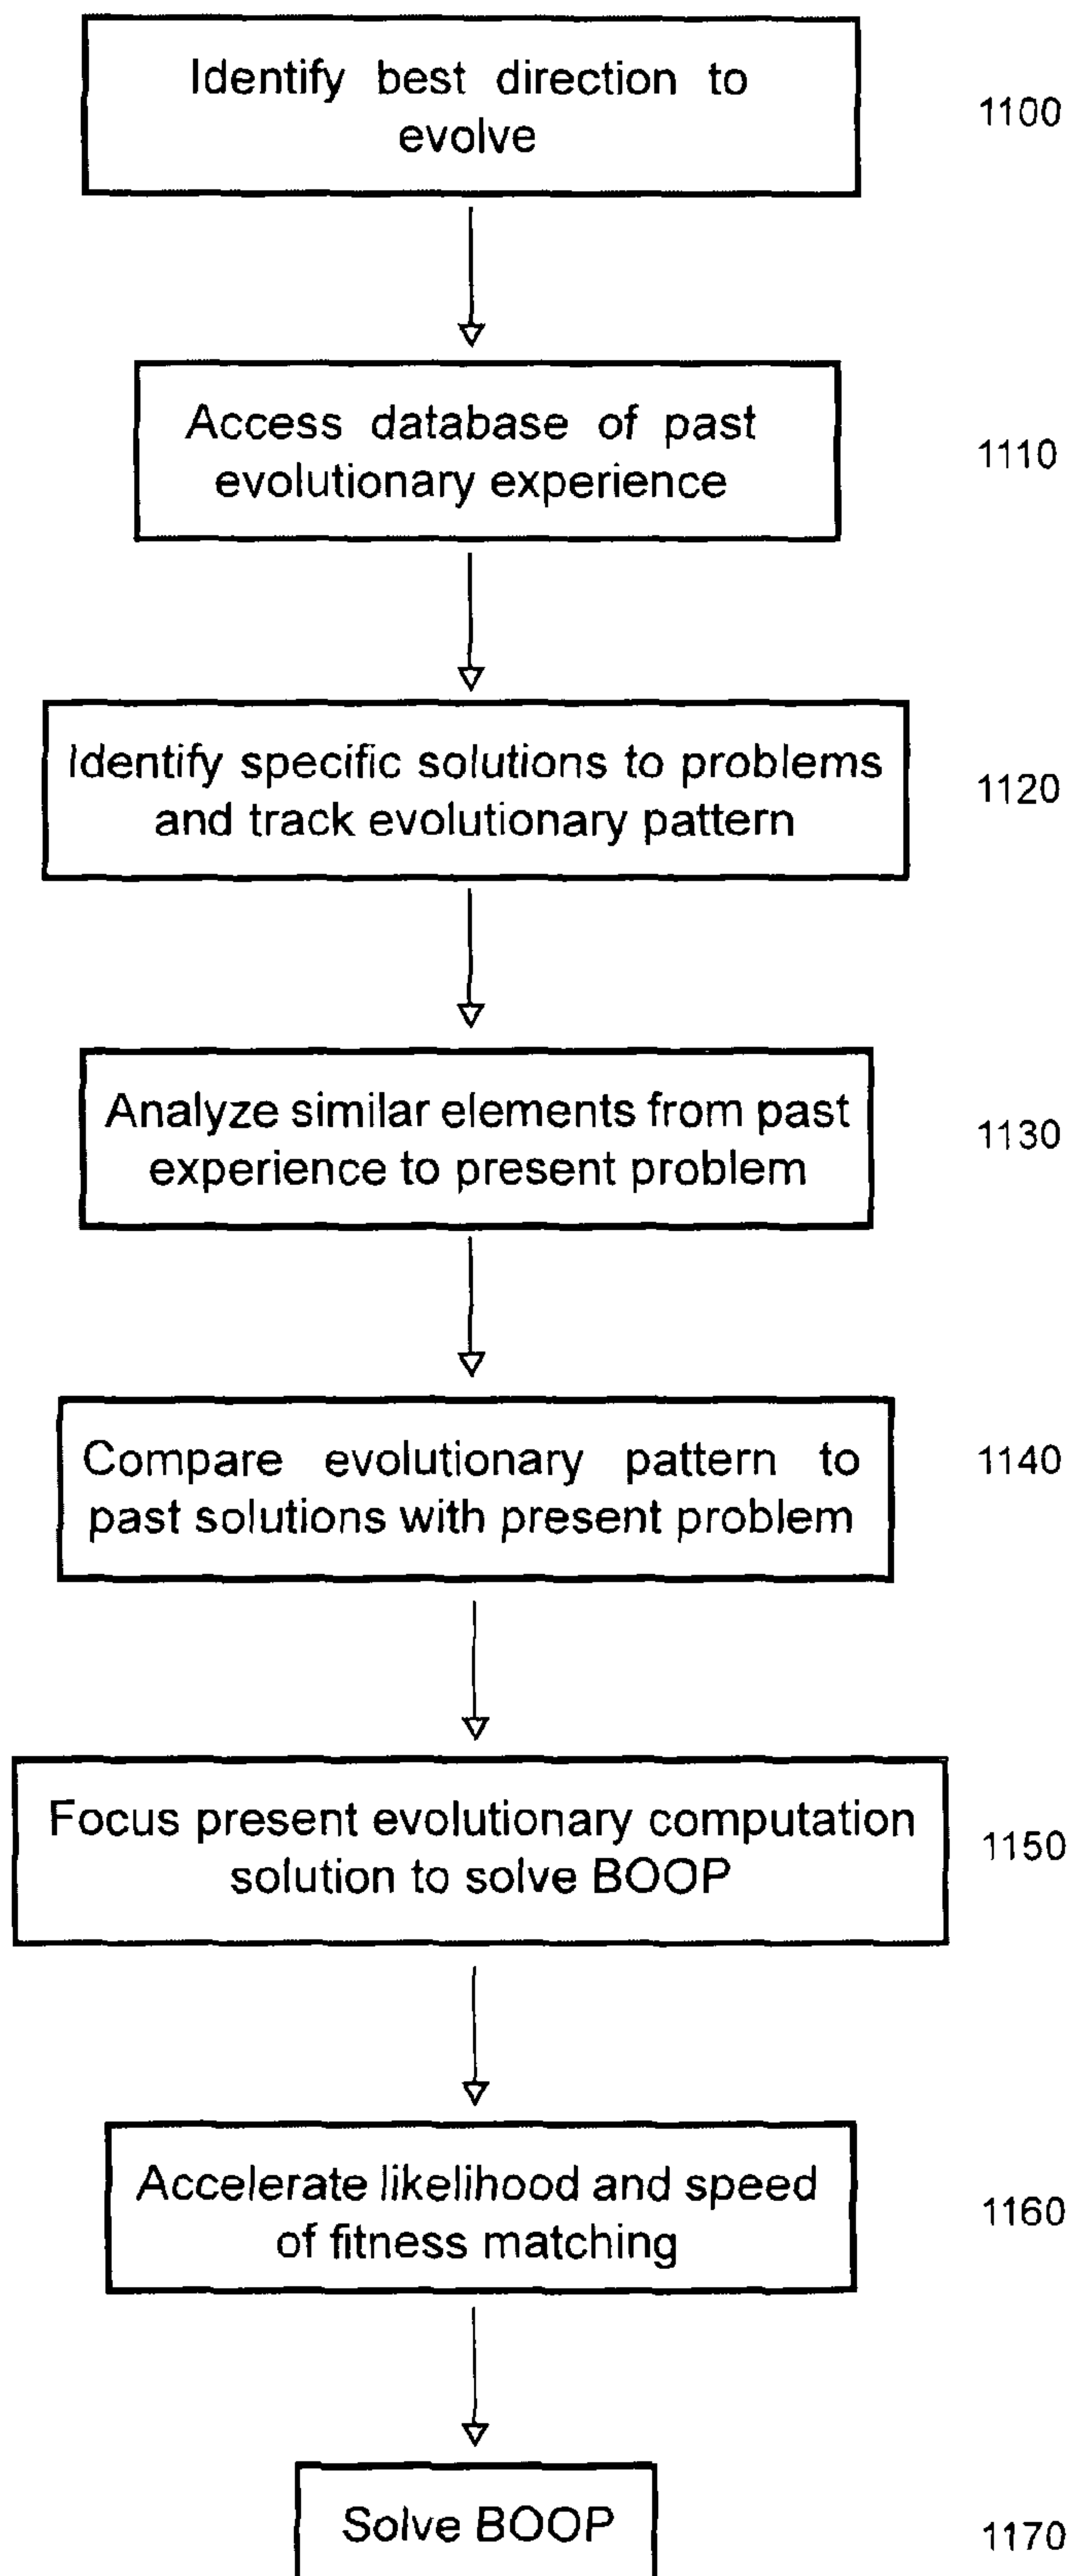 Identify best direction to
evolve
1100
Access database of past
evolutionary experience
1110
Identify specific solutions to problems
and track evolutionary pattern
1120
Analyze similar elements from past
experience to present problem
1130
Compare evolutionary pattern to
past solutions with present problem
1140
Focus present evolutionary computation
solution to solve BOOP
1150
Accelerate likelihood and speed
of fitness matching
1160
Solve BOOP
1170